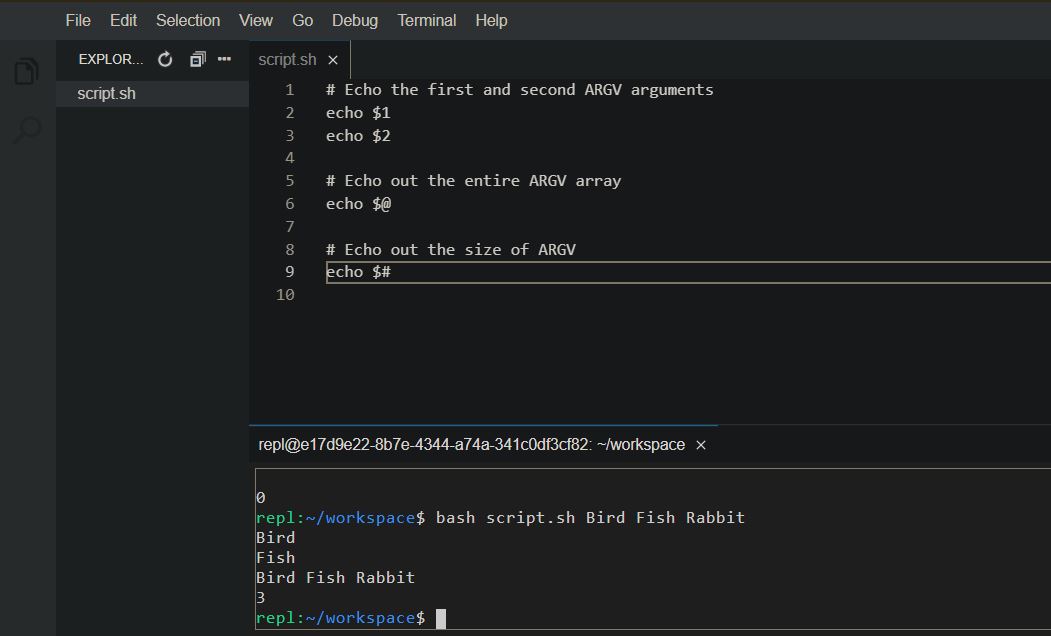 File Edit Selection View Go Debug Terminal Help
EXPLOR...
script.sh
script.sh ×
1 # Echo the first and second ARGV arguments
2 echo $1
3 echo $2
4
5 # Echo out the entire ARGV array
6 echo $@
7
8 # Echo out the size of ARGV
9 echo $#
10
repl@e17d9e22-8b7e-4344-a74a-341c0df3cf82: ~/workspace ×
0
repl:~/workspace$ bash script.sh Bird Fish Rabbit
Bird
Fish
Bird Fish Rabbit
3
repl:~/workspace$